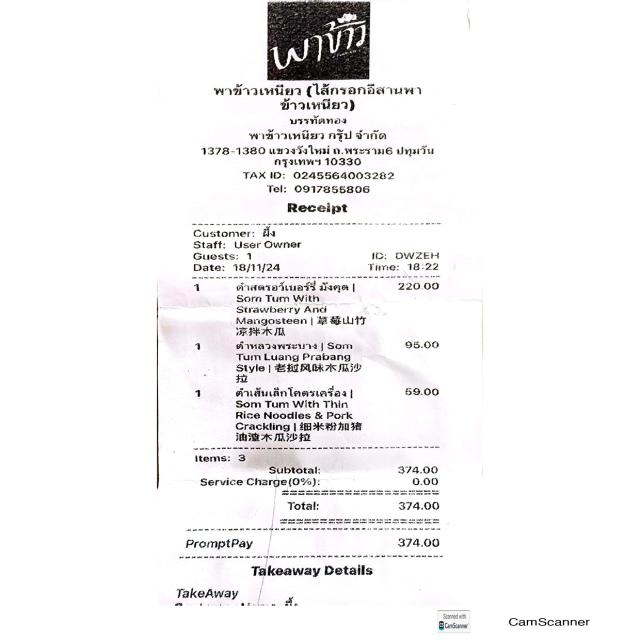 พาข้าว
พาข้าวเหนียว (ไส้กรอกอีสานพา
ข้าวเหนียว)
บรรทัดทอง
พาข้าวเหนียว กรุ๊ป จำกัด
1378-1380 แขวงวังใหม่ ถ.พระราม6 ปทุมวัน
กรุงเทพฯ 10330
TAX ID: 0245564003282
Tel: 0917855806
Receipt
Customer: ผึ้ง
Staff: User Owner
Guests: 1 ID: DWZEH
Date: 18/11/24 Time: 18:22
1 ตำสตรอว์เบอร์รี่ มังคุด | 220.00
Som Tum With
Strawberry And
Mangosteen | 草莓山竹
凉拌木瓜
1 ตำหลวงพระบาง | Som 95.00
Tum Luang Prabang
Style | 老挝风味木瓜沙
拉
1 ตำเส้นเล็กโคตรเครื่อง | 59.00
Som Tum With Thin
Rice Noodles & Pork
Crackling | 细米粉加猪
油渣木瓜沙拉
Items: 3
Subtotal: 374.00
Service Charge(0%): 0.00
Total: 374.00
PromptPay 374.00
Takeaway Details
TakeAway
Scanned with
CamScanner
CamScanner